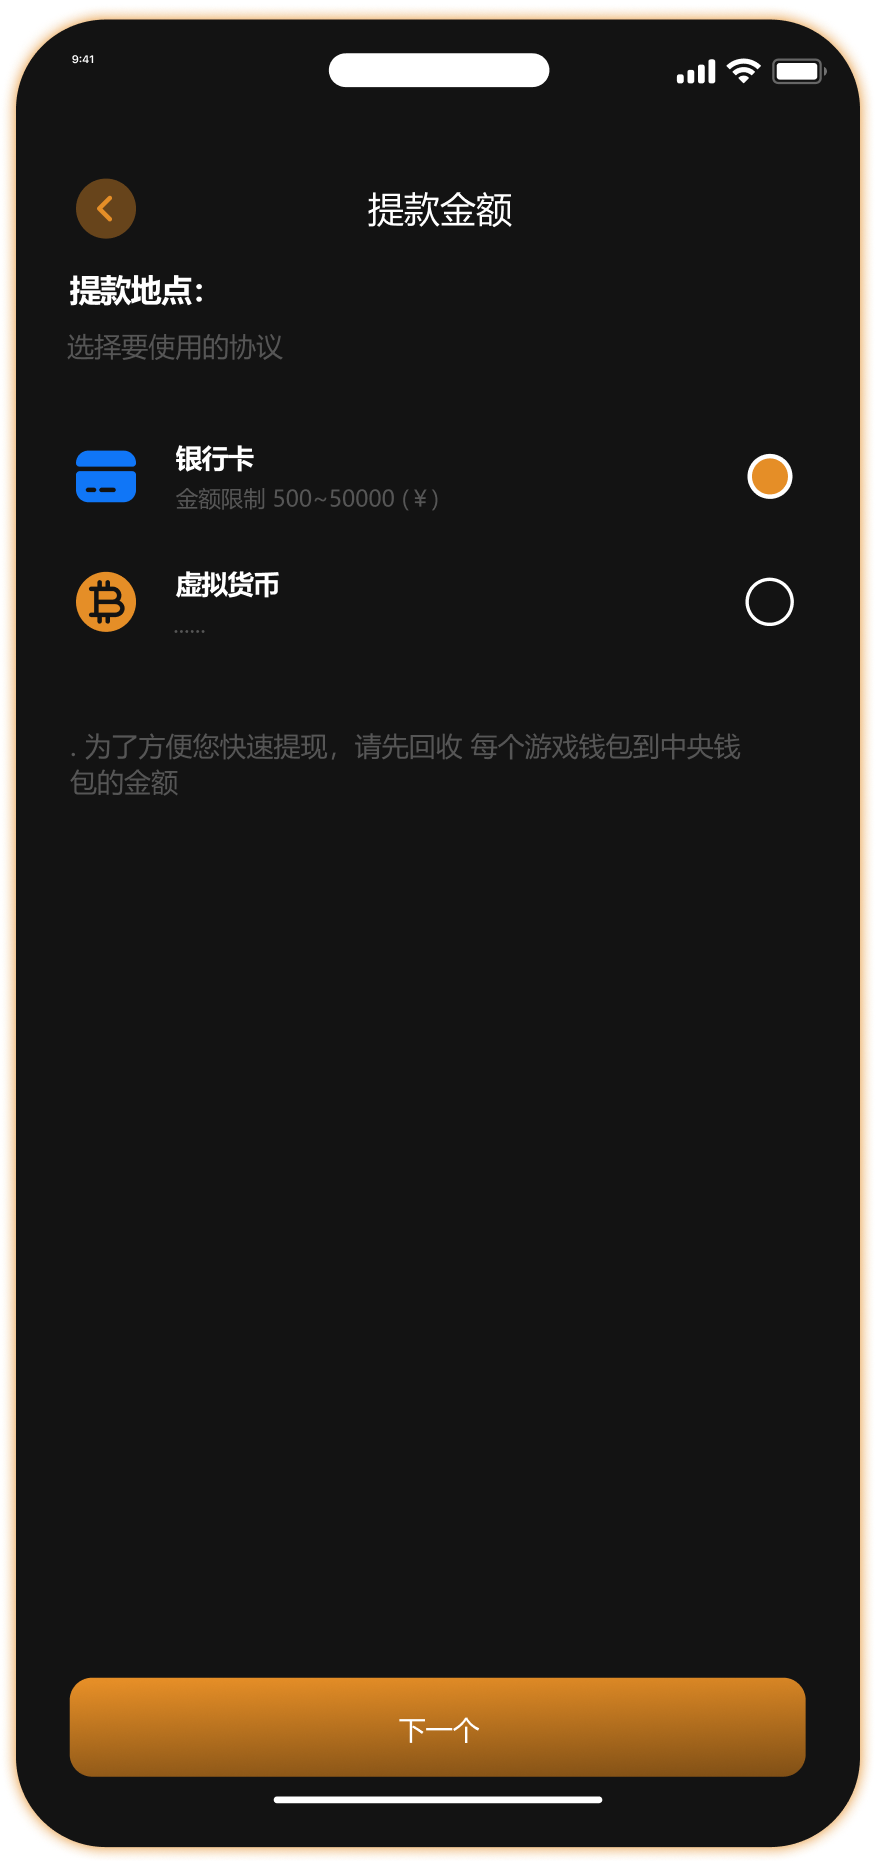 9:41
提款金额
提款地点：
选择要使用的协议
银行卡
金额限制 500~50000 (¥)
虚拟货币
······
. 为了方便您快速提现，请先回收 每个游戏钱包到中央钱
包的金额
下一个